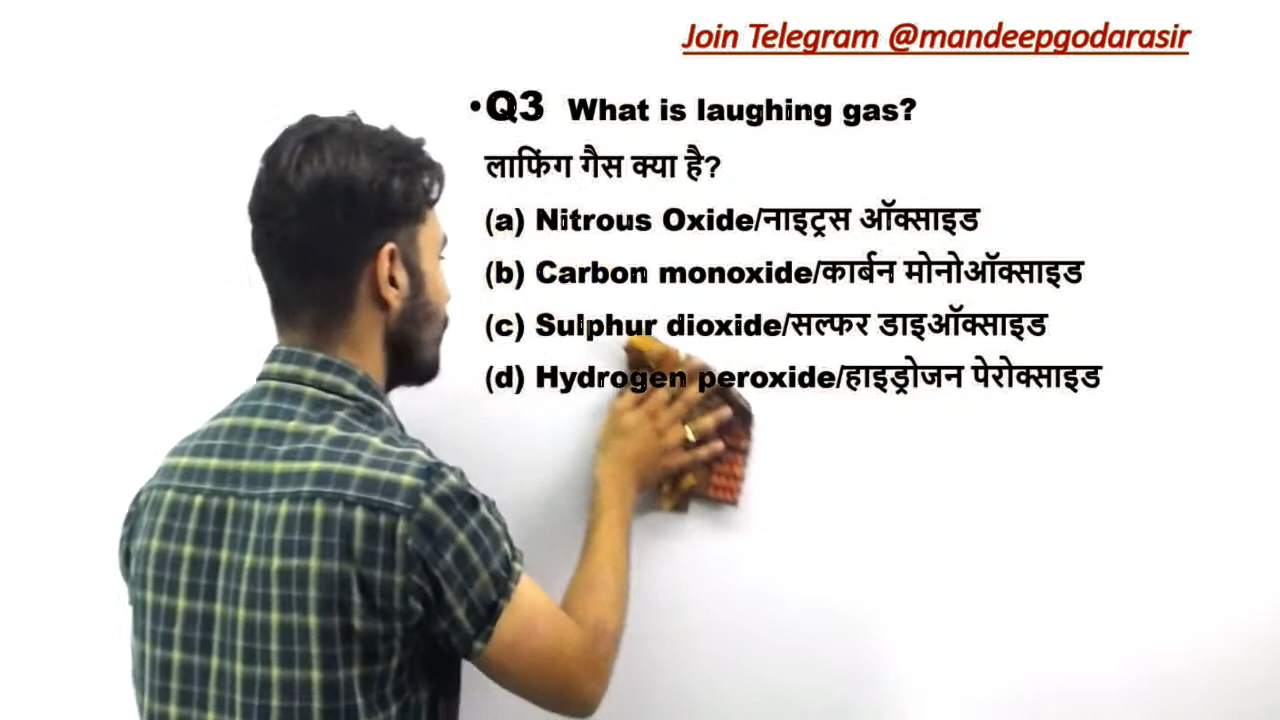 Join Telegram @mandeepgodarasir
•Q3 What is laughing gas?
लाफिंग गैस क्या है?
(a) Nitrous Oxide/नाइट्रस ऑक्साइड
(b) Carbon monoxide/कार्बन मोनोऑक्साइड
(c) Sulphur dioxide/सल्फर डाइऑक्साइड
(d) Hydrogen peroxide/हाइड्रोजन पेरोक्साइड